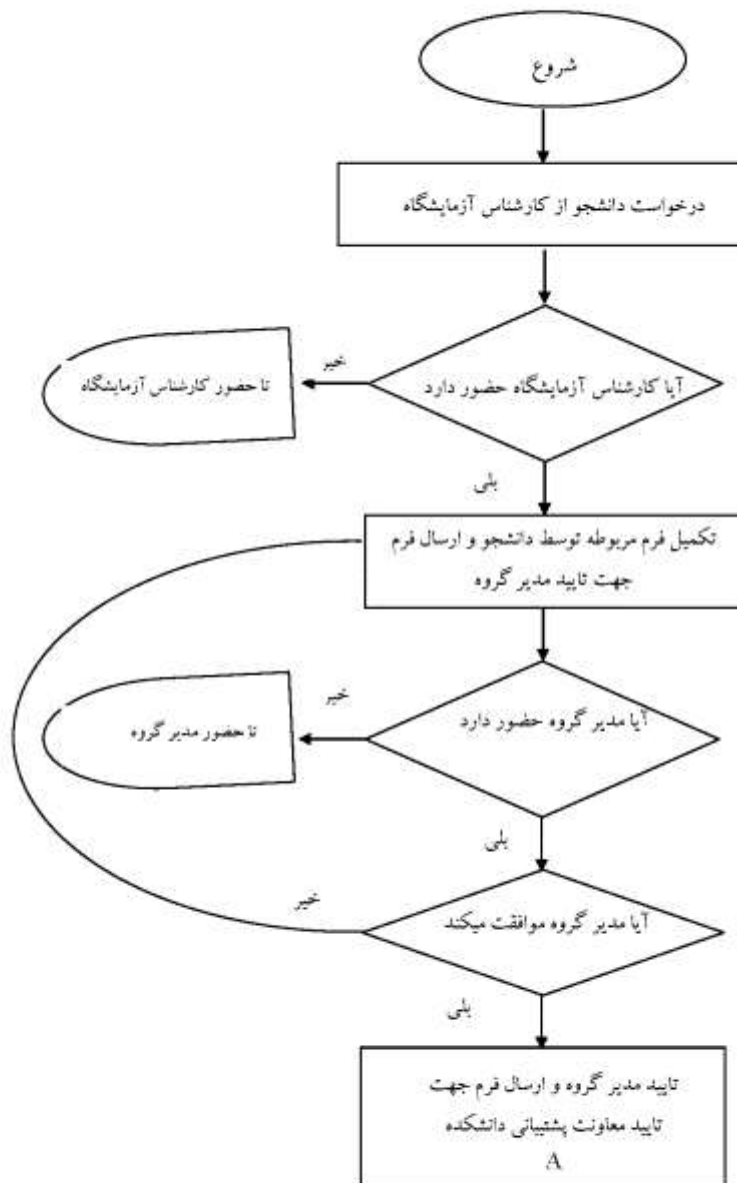 شروع
درخواست دانشجو از کارشناس آزمایشگاه
آیا کارشناس آزمایشگاه حضور دارد
خیر
تا حضور کارشناس آزمایشگاه
بلی
تکمیل فرم مربوطه توسط دانشجو و ارسال فرم
جهت تایید مدیر گروه
آیا مدیر گروه حضور دارد
خیر
تا حضور مدیر گروه
بلی
آیا مدیر گروه موافقت میکند
خیر
بلی
تایید مدیر گروه و ارسال فرم جهت
تایید معاونت پشتیبانی دانشکده
A